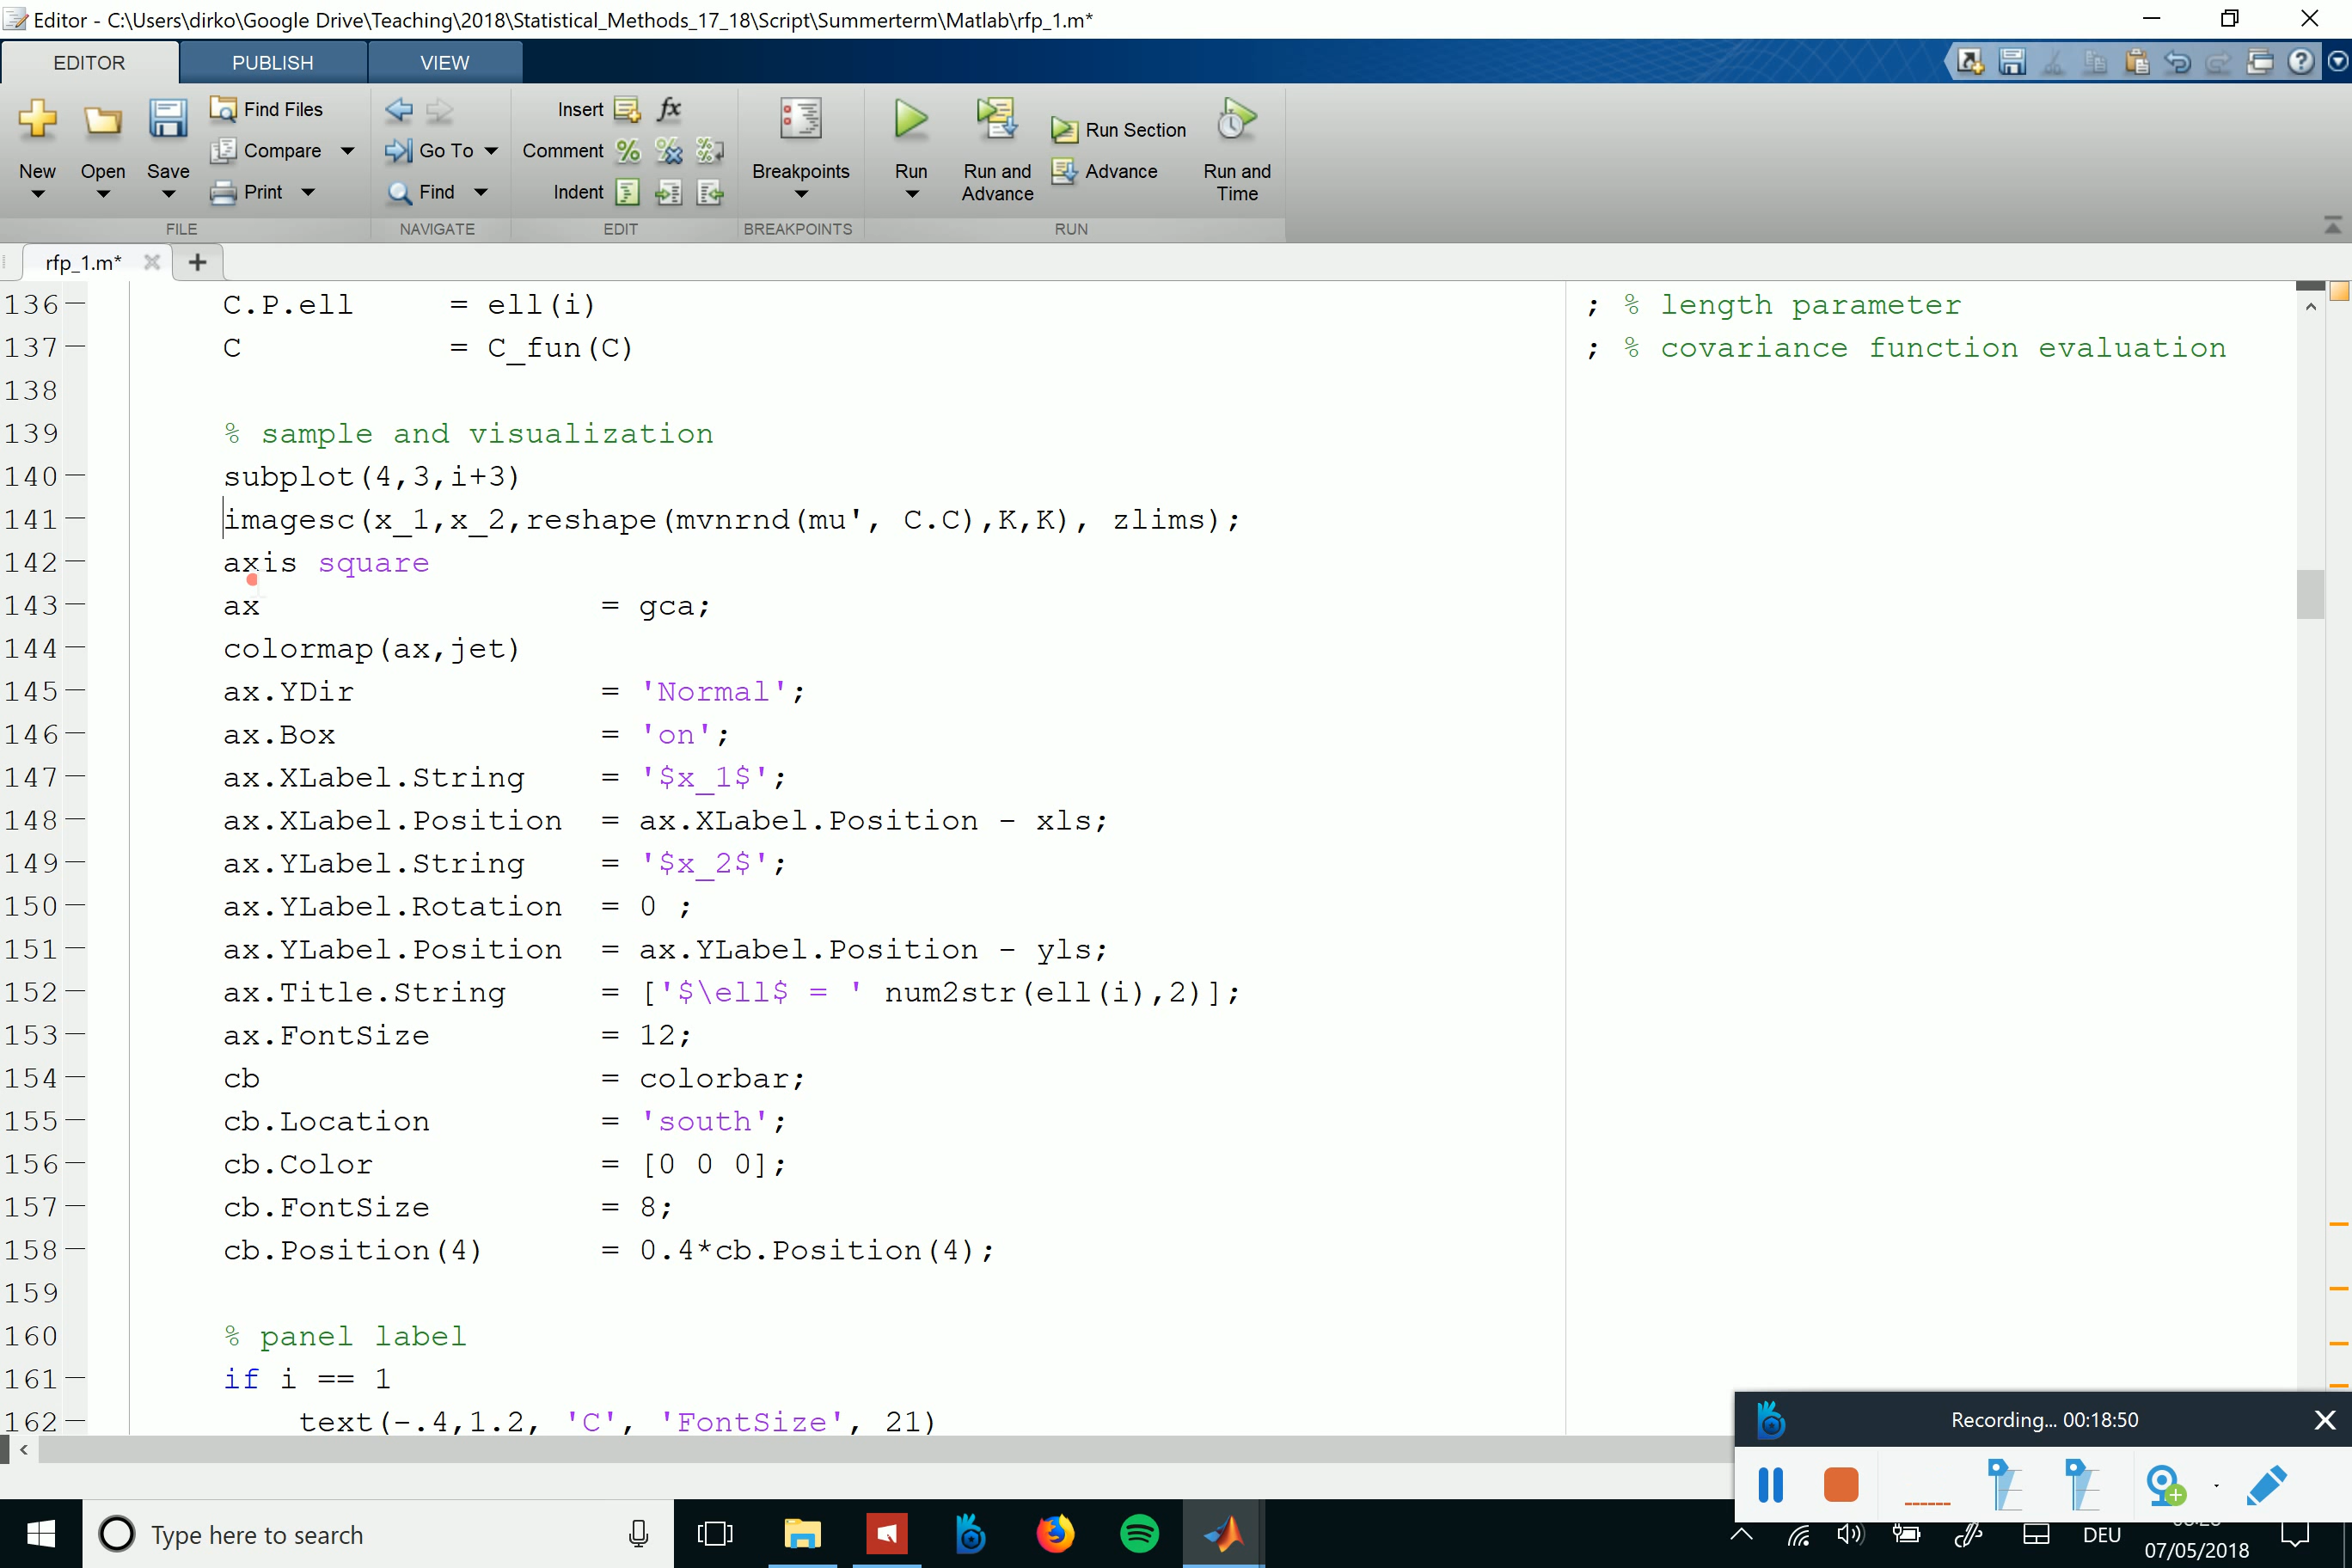 Editor - C:\Users\dirko\Google Drive\Teaching\2018\Statistical_Methods_17_18\Script\Summerterm\Matlab\rfp_1.m*
EDITOR PUBLISH VIEW
New Open Save Find Files Compare Print
Go To Find
Insert fx Comment Indent
Breakpoints
Run Run and Advance Run Section Advance Run and Time
FILE NAVIGATE EDIT BREAKPOINTS RUN
rfp_1.m*
136 C.P.ell = ell(i) ; % length parameter
137 C = C_fun(C) ; % covariance function evaluation
138
139 % sample and visualization
140 subplot(4,3,i+3)
141 imagesc(x_1,x_2,reshape(mvnrnd(mu', C.C),K,K), zlims);
142 axis square
143 ax = gca;
144 colormap(ax,jet)
145 ax.YDir = 'Normal';
146 ax.Box = 'on';
147 ax.XLabel.String = '$x_1$';
148 ax.XLabel.Position = ax.XLabel.Position - xls;
149 ax.YLabel.String = '$x_2$';
150 ax.YLabel.Rotation = 0 ;
151 ax.YLabel.Position = ax.YLabel.Position - yls;
152 ax.Title.String = ['$\ell$ = ' num2str(ell(i),2)];
153 ax.FontSize = 12;
154 cb = colorbar;
155 cb.Location = 'south';
156 cb.Color = [0 0 0];
157 cb.FontSize = 8;
158 cb.Position(4) = 0.4*cb.Position(4);
159
160 % panel label
161 if i == 1
162 text(-.4,1.2, 'C', 'FontSize', 21)
Recording... 00:18:50
Type here to search
DEU
07/05/2018